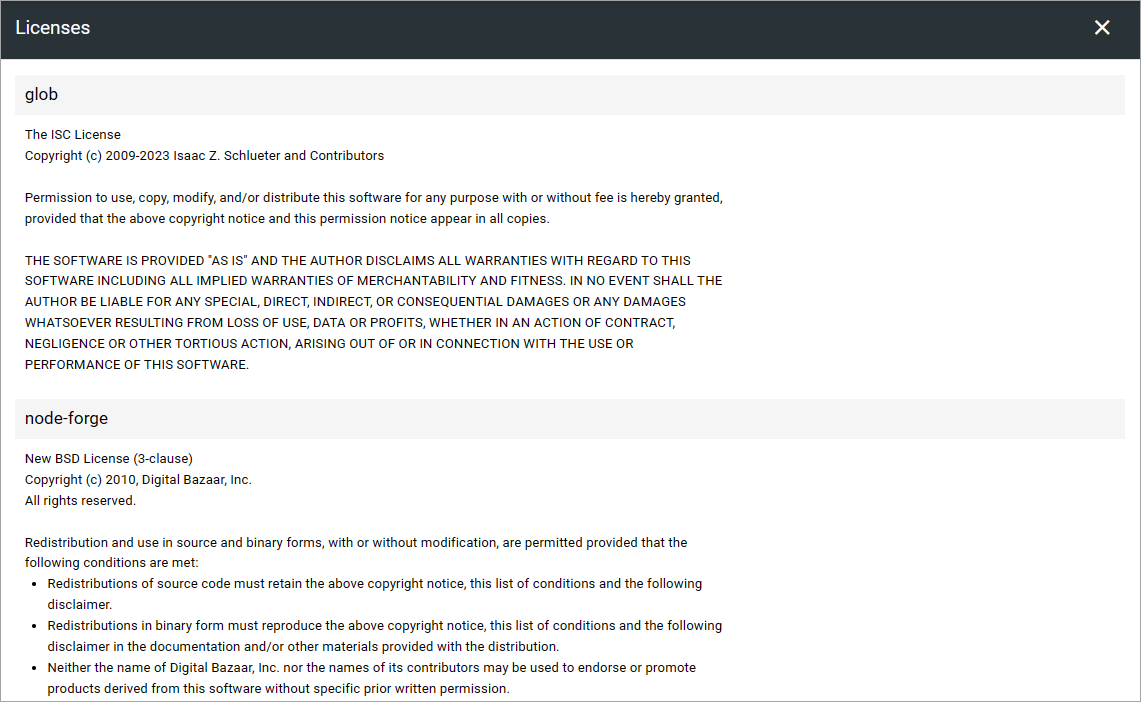 Licenses
glob
The ISC License
Copyright (c) 2009-2023 Isaac Z. Schlueter and Contributors
Permission to use, copy, modify, and/or distribute this software for any purpose with or without fee is hereby granted,
provided that the above copyright notice and this permission notice appear in all copies.
THE SOFTWARE IS PROVIDED "AS IS" AND THE AUTHOR DISCLAIMS ALL WARRANTIES WITH REGARD TO THIS
SOFTWARE INCLUDING ALL IMPLIED WARRANTIES OF MERCHANTABILITY AND FITNESS. IN NO EVENT SHALL THE
AUTHOR BE LIABLE FOR ANY SPECIAL, DIRECT, INDIRECT, OR CONSEQUENTIAL DAMAGES OR ANY DAMAGES
WHATSOEVER RESULTING FROM LOSS OF USE, DATA OR PROFITS, WHETHER IN AN ACTION OF CONTRACT,
NEGLIGENCE OR OTHER TORTIOUS ACTION, ARISING OUT OF OR IN CONNECTION WITH THE USE OR
PERFORMANCE OF THIS SOFTWARE.
node-forge
New BSD License (3-clause)
Copyright (c) 2010, Digital Bazaar, Inc.
All rights reserved.
Redistribution and use in source and binary forms, with or without modification, are permitted provided that the
following conditions are met:
• Redistributions of source code must retain the above copyright notice, this list of conditions and the following
disclaimer.
• Redistributions in binary form must reproduce the above copyright notice, this list of conditions and the following
disclaimer in the documentation and/or other materials provided with the distribution.
• Neither the name of Digital Bazaar, Inc. nor the names of its contributors may be used to endorse or promote
products derived from this software without specific prior written permission.